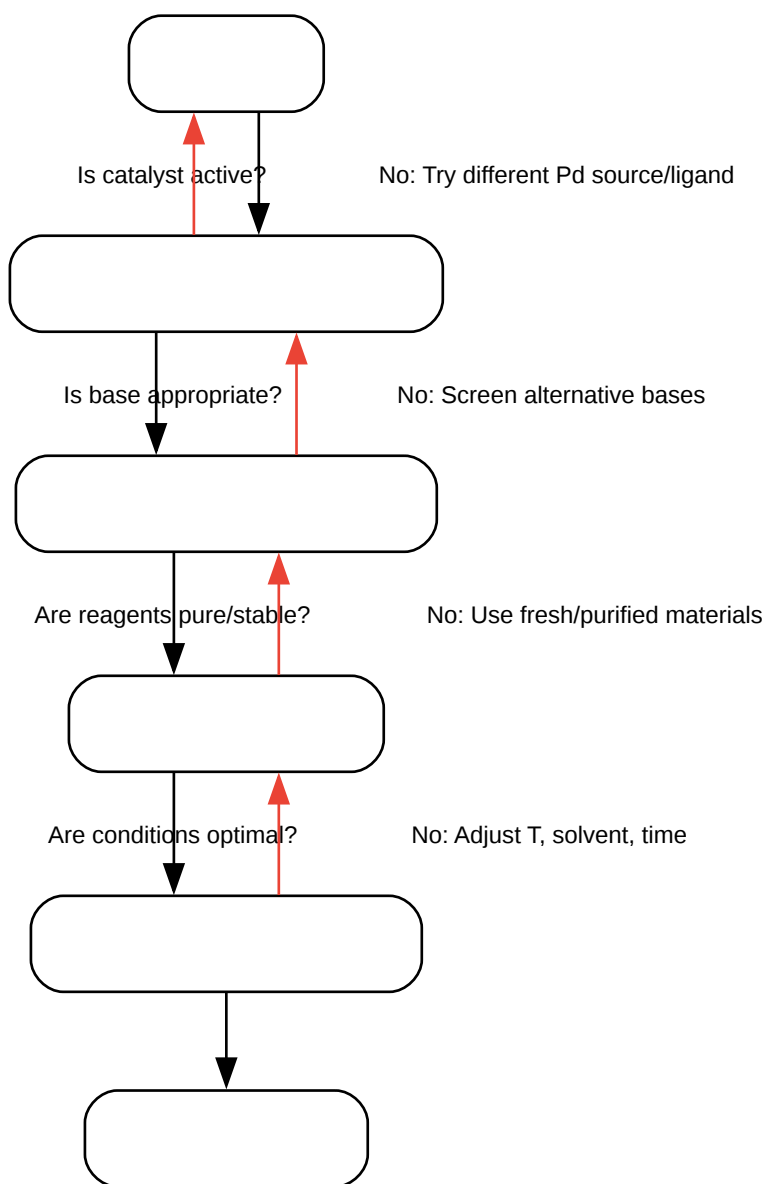 Is catalyst active?
No: Try different Pd source/ligand
Is base appropriate?
No: Screen alternative bases
Are reagents pure/stable?
No: Use fresh/purified materials
Are conditions optimal?
No: Adjust T, solvent, time